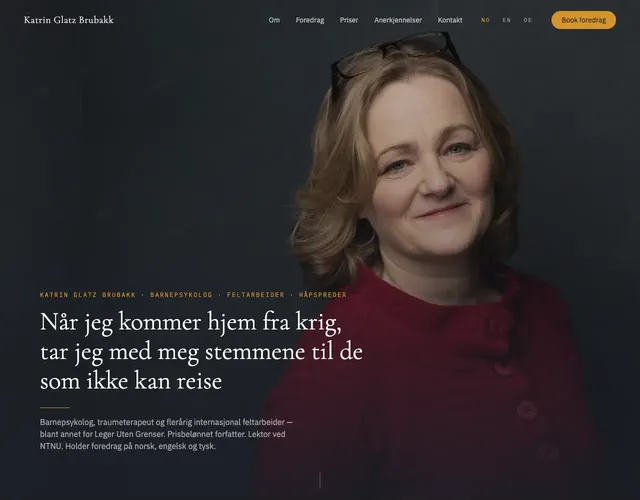 Katrin Glatz Brubakk
Om Foredrag Priser Anerkjennelser Kontakt NO EN DE Book foredrag
KATRIN GLATZ BRUBAKK · BARNEPSYKOLOG · FELTARBEIDER · HÅPSPREDER
Når jeg kommer hjem fra krig,
tar jeg med meg stemmene til de
som ikke kan reise
Barnepsykolog, traumeterapeut og flerårig internasjonal feltarbeider —
blant annet for Leger Uten Grenser. Prisbelønnet forfatter. Lektor ved
NTNU. Holder foredrag på norsk, engelsk og tysk.